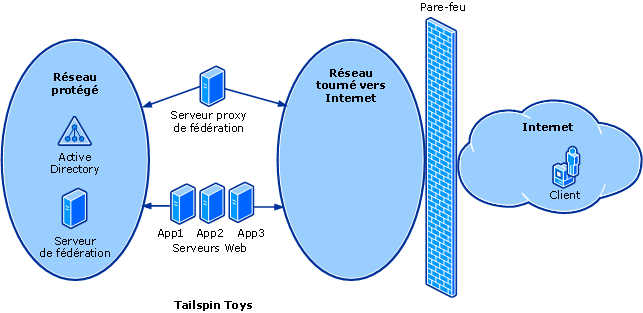 Pare-feu
Réseau
protégé
Active
Directory
Serveur
de fédération
Serveur proxy
de fédération
App1 App2 App3
Serveurs Web
Réseau
tourné vers
Internet
Internet
Client
Tailspin Toys